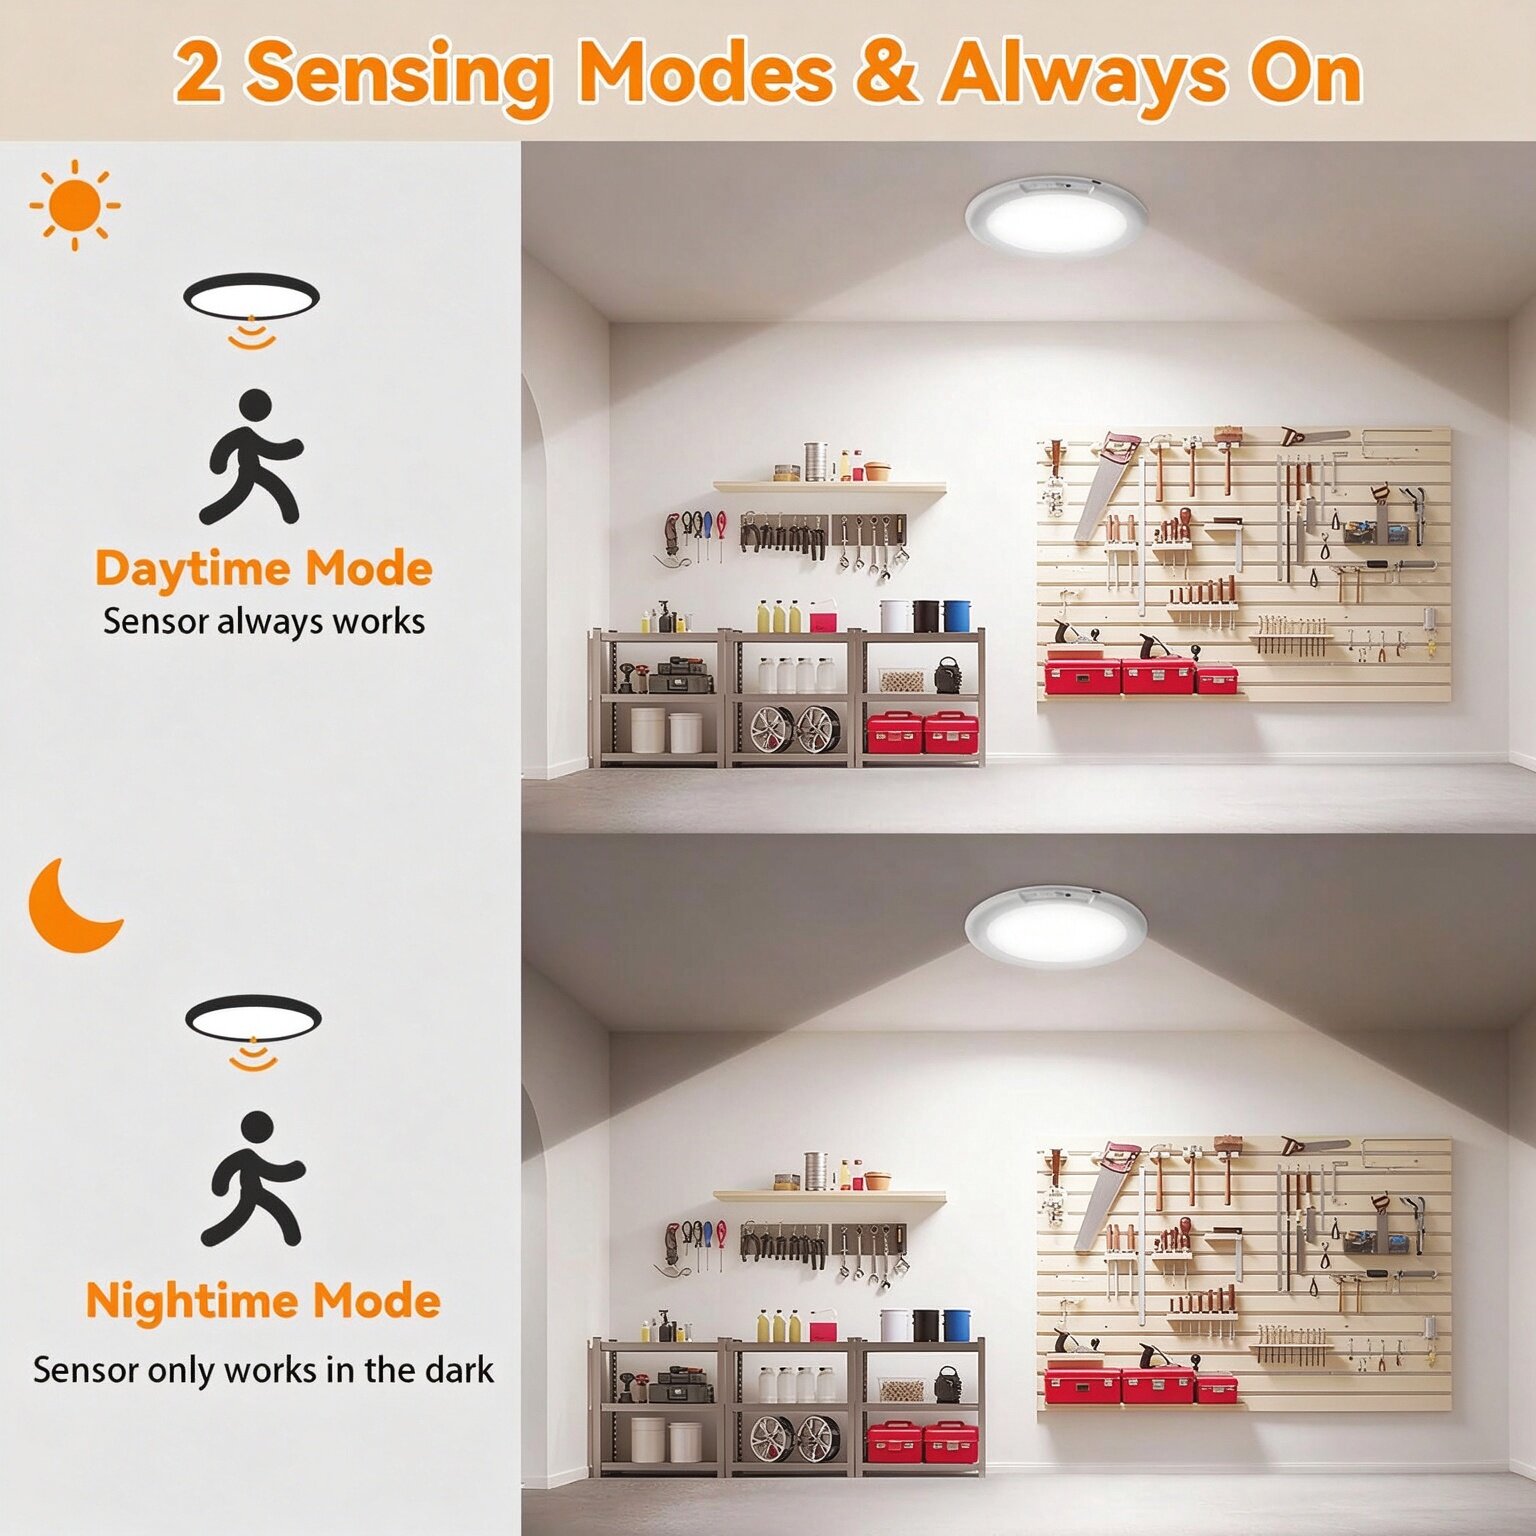 2 Sensing Modes & Always On
Daytime Mode
Sensor always works
Nightime Mode
Sensor only works in the dark